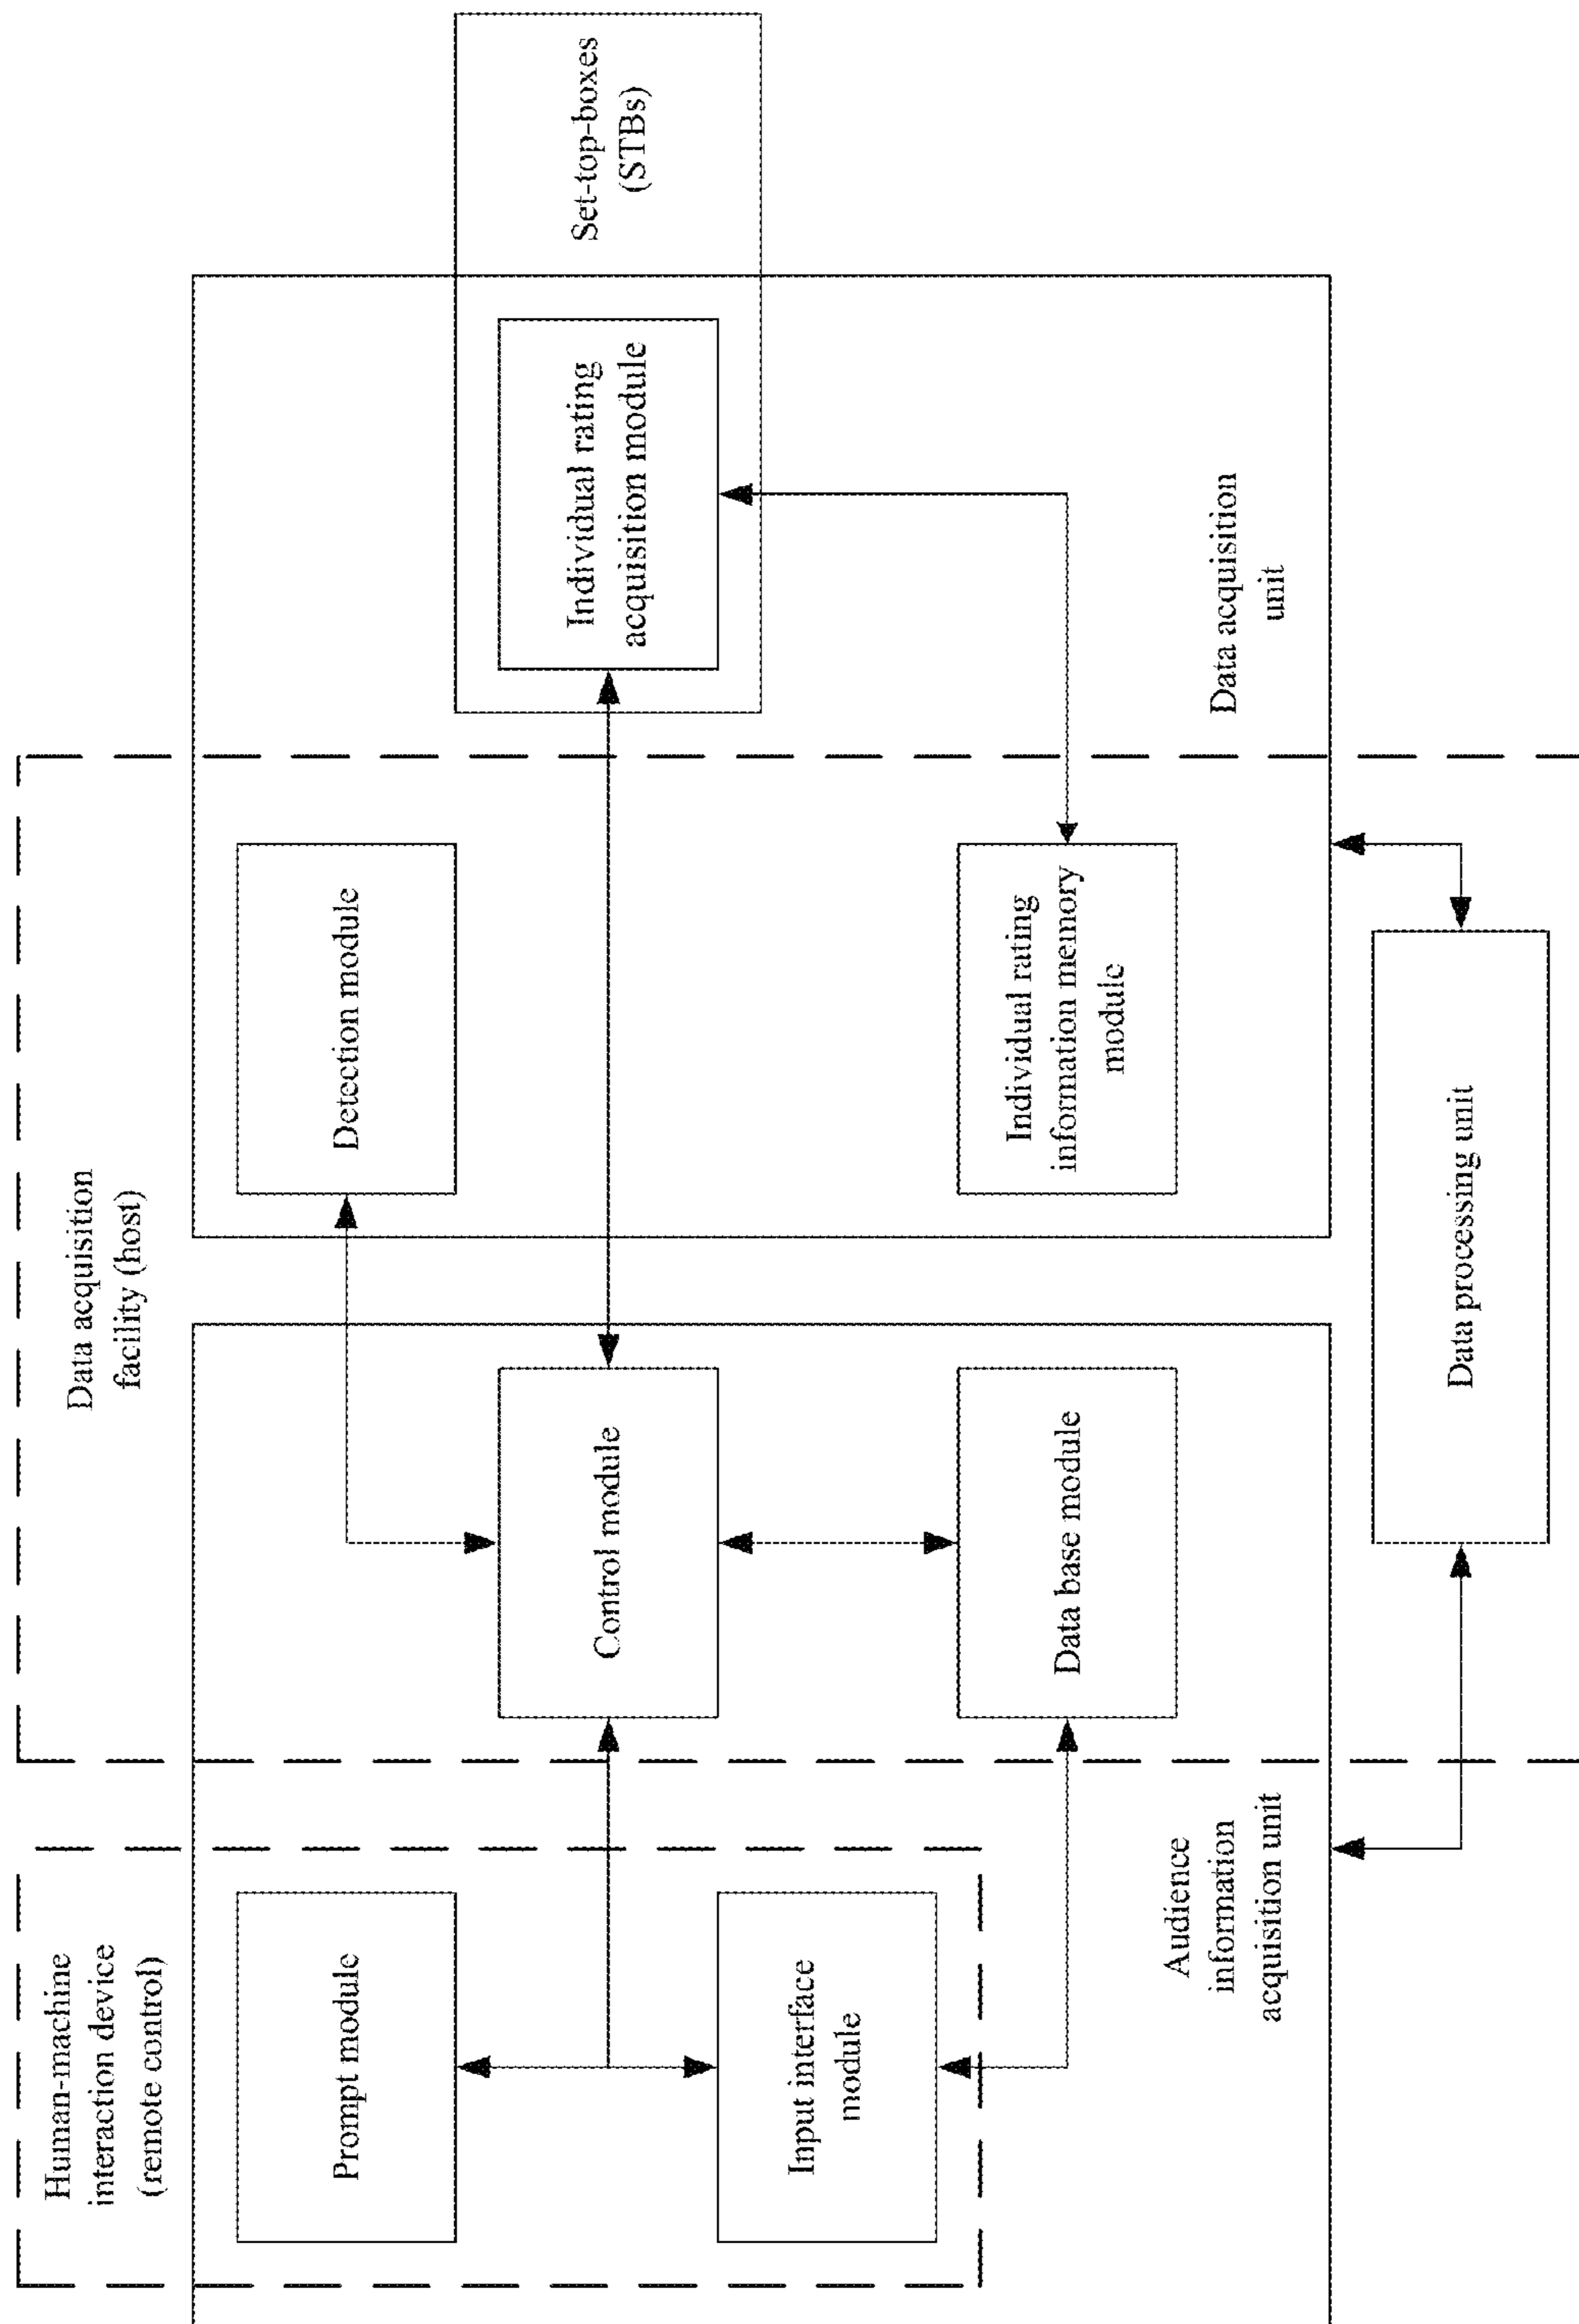 Human-machine
interaction device
(remote control)
Prompt module
Input interface
module
Audience
information
acquisition unit
Data acquisition
facility (host)
Control module
Data base module
Detection module
Individual rating
information memory
module
Data processing unit
Individual rating
acquisition module
Set-top-boxes
(STBs)
Data acquisition
unit